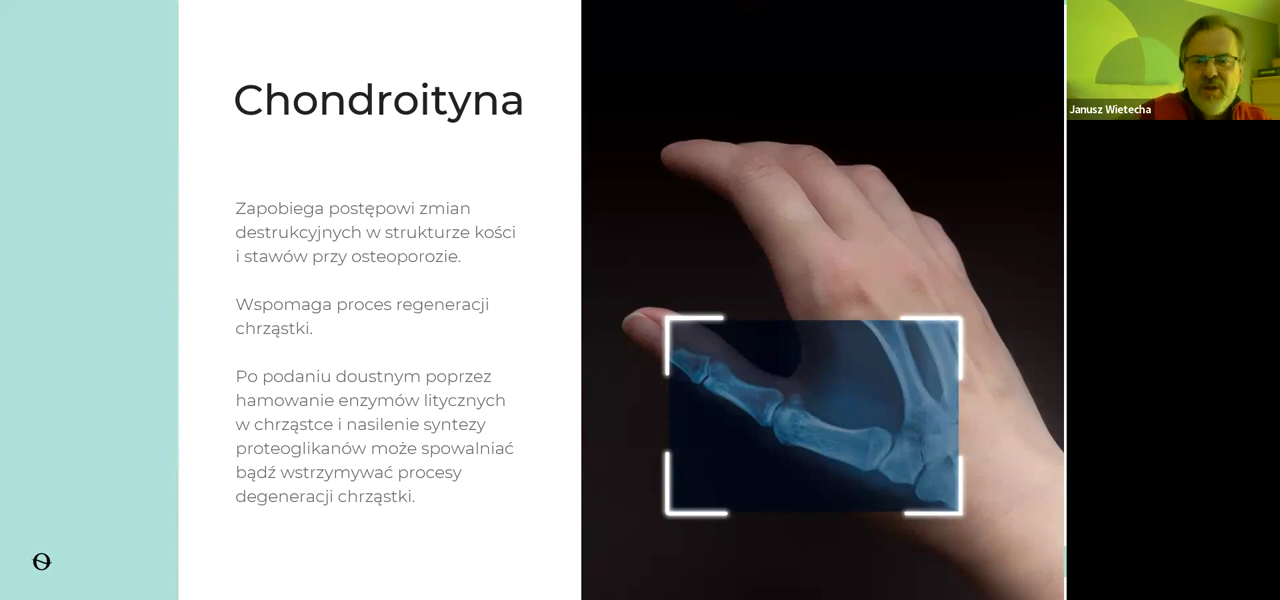 Chondroityna
Zapobiega postępowi zmian
destrukcyjnych w strukturze kości
i stawów przy osteoporozie.
Wspomaga proces regeneracji
chrząstki.
Po podaniu doustnym poprzez
hamowanie enzymów litycznych
w chrząstce i nasilenie syntezy
proteoglikanów może spowalniać
bądź wstrzymywać procesy
degeneracji chrząstki.
Janusz Wietecha